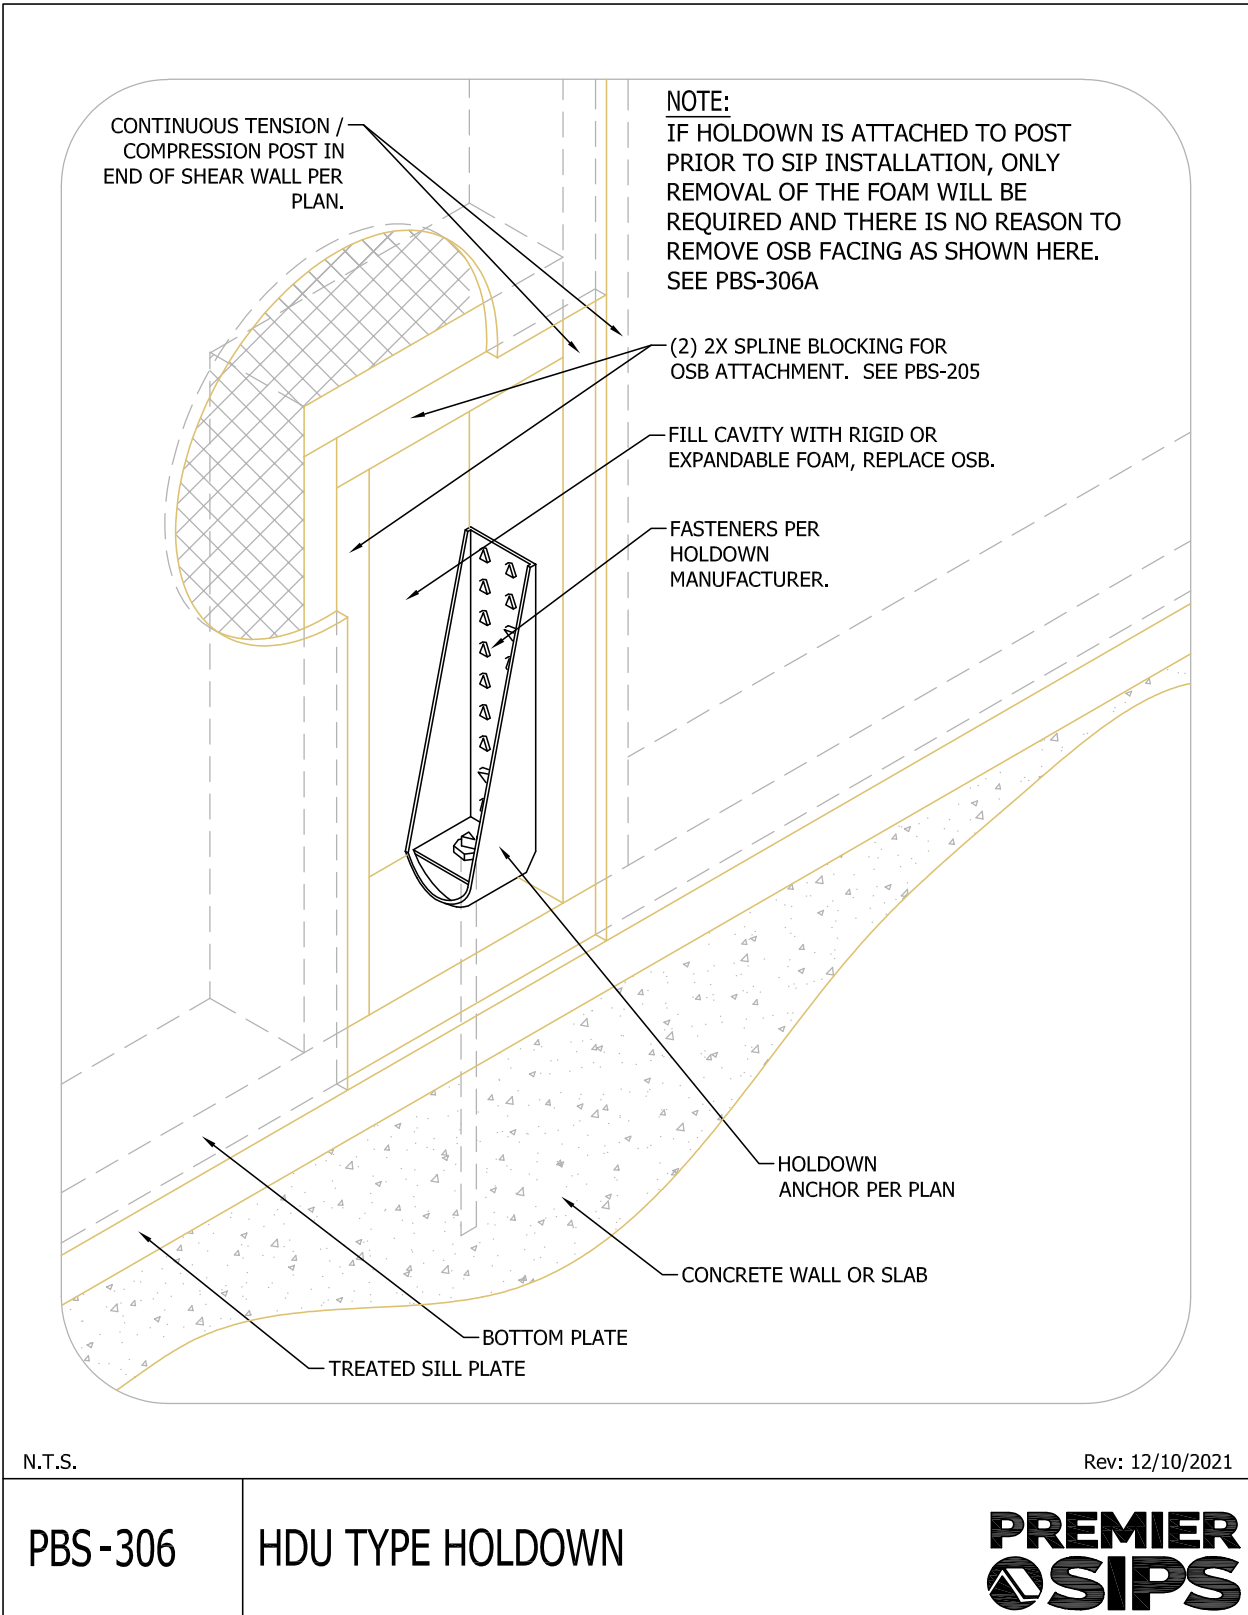 CONTINUOUS TENSION /
COMPRESSION POST IN
END OF SHEAR WALL PER
PLAN.
NOTE:
IF HOLDOWN IS ATTACHED TO POST
PRIOR TO SIP INSTALLATION, ONLY
REMOVAL OF THE FOAM WILL BE
REQUIRED AND THERE IS NO REASON TO
REMOVE OSB FACING AS SHOWN HERE.
SEE PBS-306A
(2) 2X SPLINE BLOCKING FOR
OSB ATTACHMENT. SEE PBS-205
FILL CAVITY WITH RIGID OR
EXPANDABLE FOAM, REPLACE OSB.
FASTENERS PER
HOLDOWN
MANUFACTURER.
HOLDOWN
ANCHOR PER PLAN
CONCRETE WALL OR SLAB
BOTTOM PLATE
TREATED SILL PLATE
N.T.S.
Rev: 12/10/2021
PBS-306
HDU TYPE HOLDOWN
PREMIER
SIPS